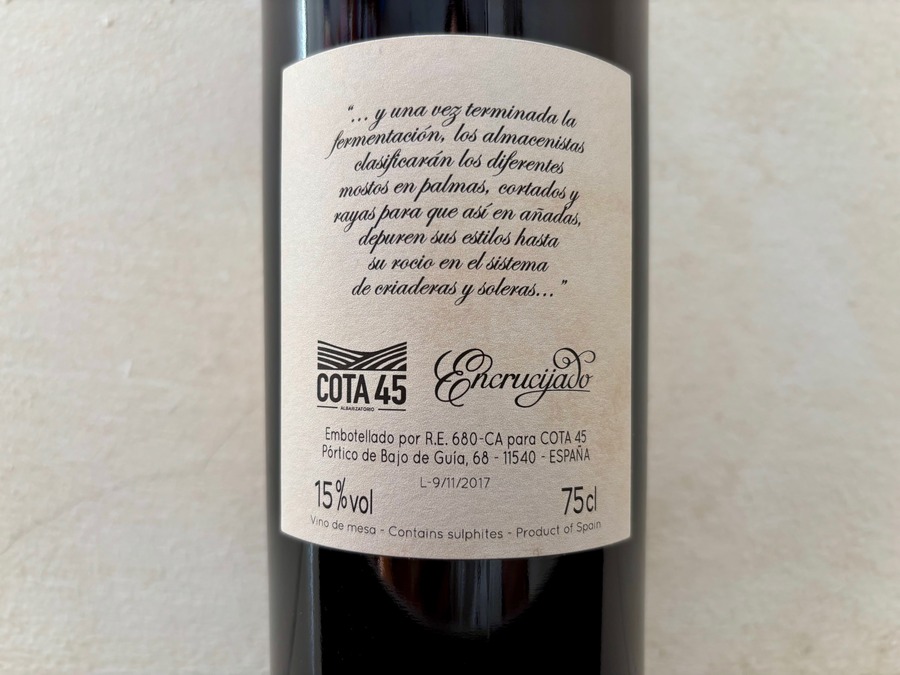 "... y una vez terminada la
fermentación, los almacenistas
clasificarán los diferentes
mostos en palmas, cortados y
rayas para que así en añadas,
depuren sus estilos hasta
su rocio en el sistema
de criaderas y soleras... "
COTA 45
ALBARIZATORIO
Encrucijado
Embotellado por R.E. 680-CA para COTA 45
Pórtico de Bajo de Guía, 68 - 11540 - ESPAÑA
L-9/11/2017
15%vol
75cl
Vino de mesa - Contains sulphites - Product of Spain